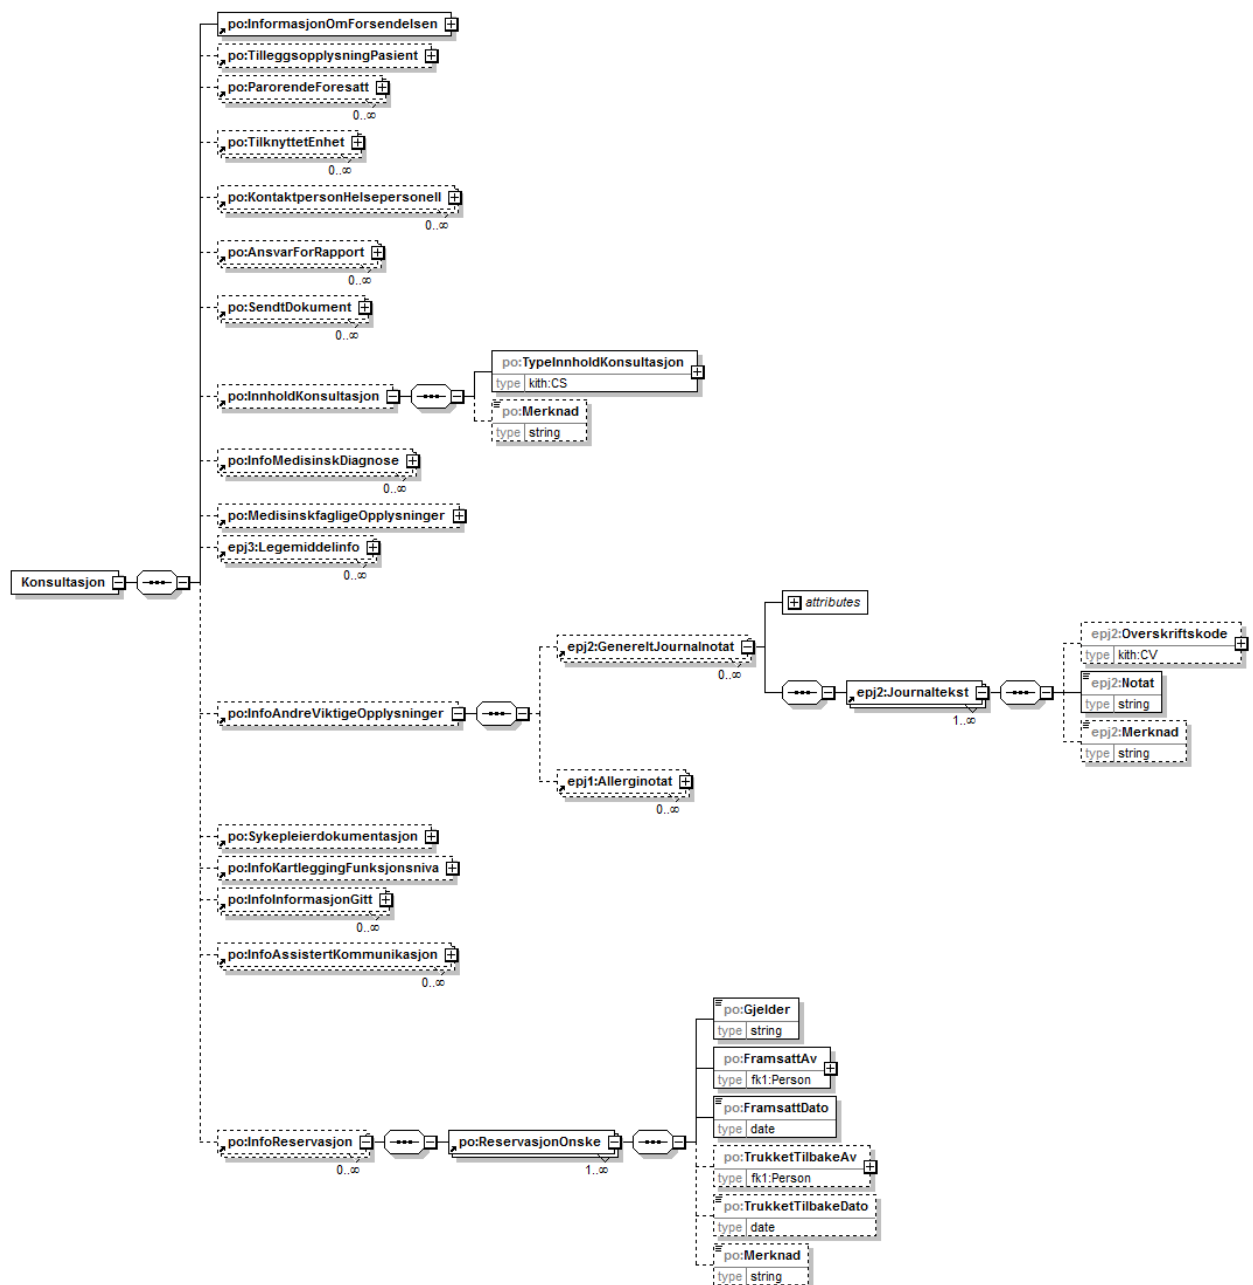 po:InformasjonOmForsendelsen
po:TilleggsopplysningPasient
po:ParorendeForesatt
0..∞
po:TilknyttetEnhet
0..∞
po:KontaktpersonHelsepersonell
0..∞
po:AnsvarForRapport
0..∞
po:SendtDokument
0..∞
po:InnholdKonsultasjon
po:TypeInnholdKonsultasjon
type kith:CS
po:Merknad
type string
po:InfoMedisinskDiagnose
0..∞
po:MedisinskfagligeOpplysninger
epj3:Legemiddelinfo
0..∞
Konsultasjon
po:InfoAndreViktigeOpplysninger
epj2:GenereltJournalnotat
0..∞
attributes
epj2:Journaltekst
1..∞
epj2:Overskriftskode
type kith:CV
epj2:Notat
type string
epj2:Merknad
type string
epj1:Allerginotat
0..∞
po:Sykepleierdokumentasjon
po:InfoKartleggingFunksjonsniva
po:InfoInformasjonGitt
0..∞
po:InfoAssistertKommunikasjon
0..∞
po:InfoReservasjon
0..∞
po:ReservasjonOnske
1..∞
po:Gjelder
type string
po:FramsattAv
type fk1:Person
po:FramsattDato
type date
po:TrukketTilbakeAv
type fk1:Person
po:TrukketTilbakeDato
type date
po:Merknad
type string